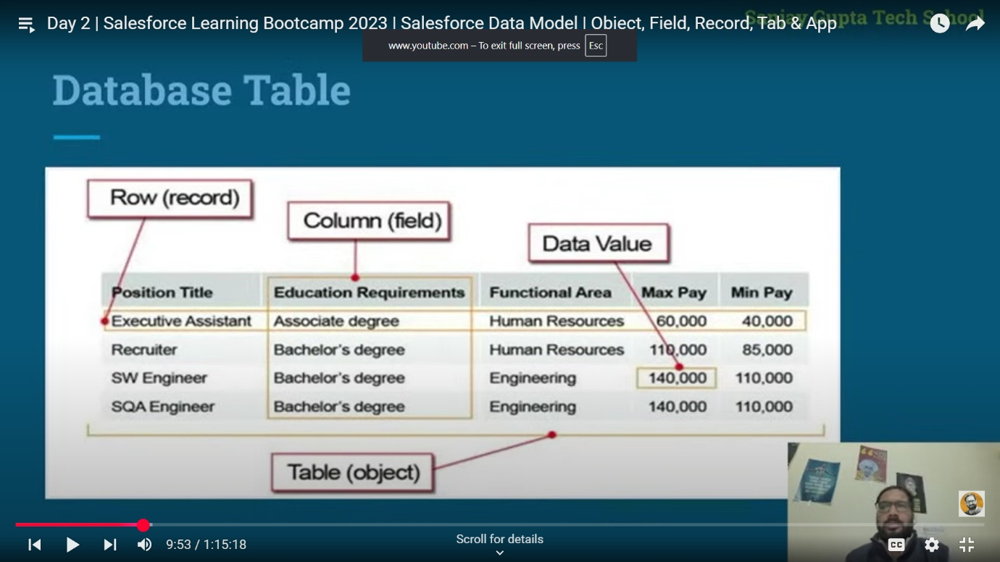 Sanjay Gupta Tech School
Day 2 | Salesforce Learning Bootcamp 2023 | Salesforce Data Model | Object, Field, Record, Tab & App
www.youtube.com – To exit full screen, press Esc
Database Table
Row (record)
Column (field)
Data Value
Position Title Education Requirements Functional Area Max Pay Min Pay
Executive Assistant Associate degree Human Resources 60,000 40,000
Recruiter Bachelor's degree Human Resources 110,000 85,000
SW Engineer Bachelor's degree Engineering 140,000 110,000
SQA Engineer Bachelor's degree Engineering 140,000 110,000
Table (object)
9:53 / 1:15:18
Scroll for details
CC